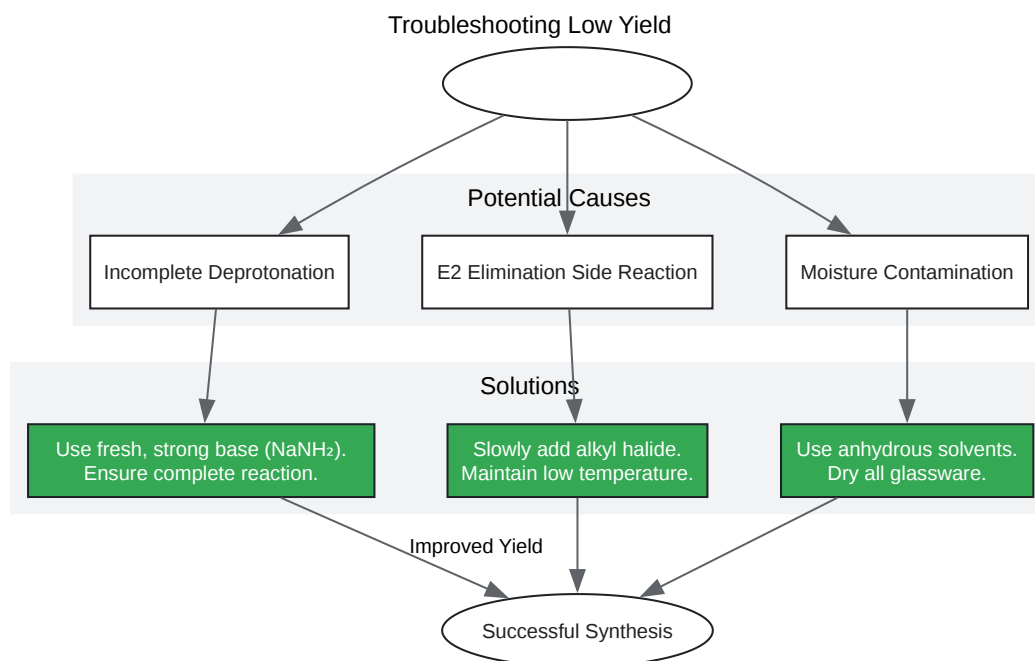 Troubleshooting Low Yield
Potential Causes
Incomplete Deprotonation
E2 Elimination Side Reaction
Moisture Contamination
Solutions
Use fresh, strong base (NaNH₂).
Ensure complete reaction.
Slowly add alkyl halide.
Maintain low temperature.
Use anhydrous solvents.
Dry all glassware.
Improved Yield
Successful Synthesis